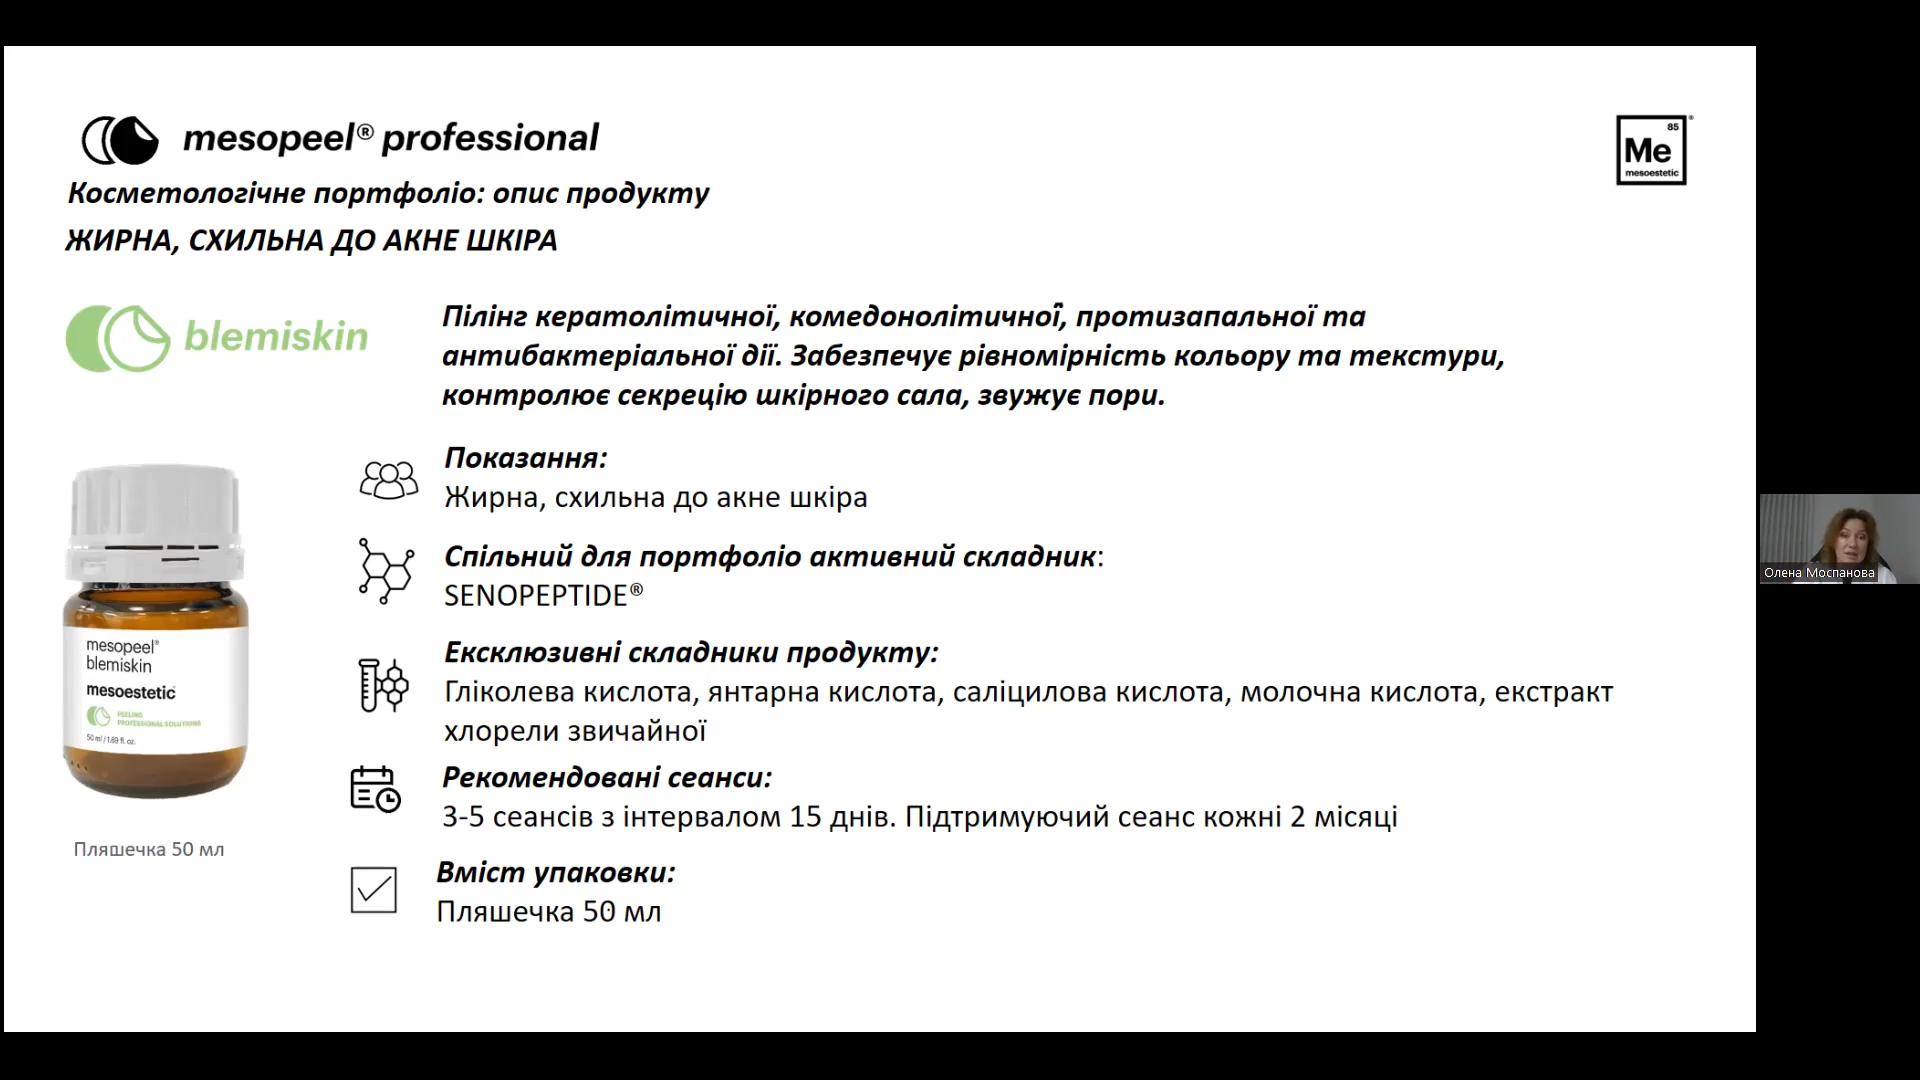 mesopeel® professional
85
Me
mesoestetic
®
Косметологічне портфоліо: опис продукту
ЖИРНА, СХИЛЬНА ДО АКНЕ ШКІРА
blemiskin
Пілінг кератолітичної, комедонолітичної, протизапальної та
антибактеріальної дії. Забезпечує рівномірність кольору та текстури,
контролює секрецію шкірного сала, звужує пори.
Показання:
Жирна, схильна до акне шкіра
Спільний для портфоліо активний складник:
SENOPEPTIDE®
Ексклюзивні складники продукту:
Гліколева кислота, янтарна кислота, саліцилова кислота, молочна кислота, екстракт
хлорели звичайної
Рекомендовані сеанси:
3-5 сеансів з інтервалом 15 днів. Підтримуючий сеанс кожні 2 місяці
Вміст упаковки:
Пляшечка 50 мл
mesopeel®
blemiskin
mesoestetic
PEELING
PROFESSIONAL SOLUTIONS
50 ml / 1.69 fl. oz.
Пляшечка 50 мл
Олена Моспанова